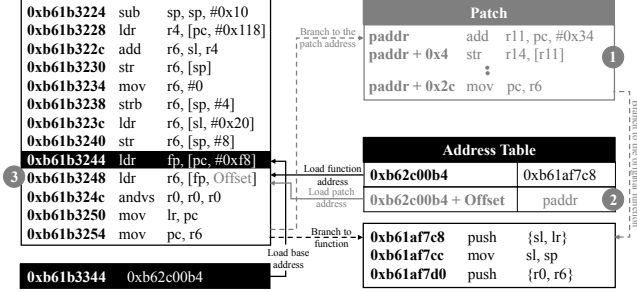 0xb61b3224 sub sp, sp, #0x10
0xb61b3228 ldr r4, [pc, #0x118]
0xb61b322c add r6, sl, r4
0xb61b3230 str r6, [sp]
0xb61b3234 mov r6, #0
0xb61b3238 strb r6, [sp, #4]
0xb61b323c ldr r6, [sl, #0x20]
0xb61b3240 str r6, [sp, #8]
0xb61b3244 ldr fp, [pc, #0xf8]
3 0xb61b3248 ldr r6, [fp, Offset]
0xb61b324c andvs r0, r0, r0
0xb61b3250 mov lr, pc
0xb61b3254 mov pc, r6
0xb61b3344 0xb62c00b4
Branch to the
patch address
Load function
address
Load patch
address
Branch to
function
Load base
address
Patch
paddr add r11, pc, #0x34
paddr + 0x4 str r14, [r11]
:
paddr + 0x2c mov pc, r6
1
Branch to the original function
Address Table
0xb62c00b4 0xb61af7c8
0xb62c00b4 + Offset paddr
2
0xb61af7c8 push {sl, lr}
0xb61af7cc mov sl, sp
0xb61af7d0 push {r0, r6}